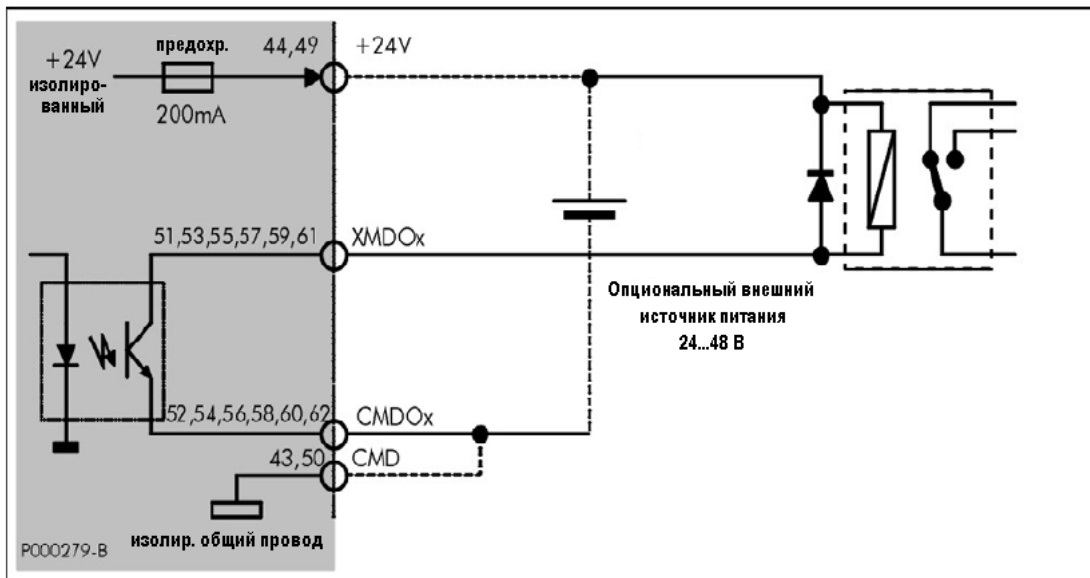 предохр.
44,49
+24V
+24V
изолиро-
ванный
200mA
51,53,55,57,59,61
XMDOx
Опциональный внешний
источник питания
24...48 В
52,54,56,58,60,62
CMDOx
43,50
CMD
изолир. общий провод
P000279-B